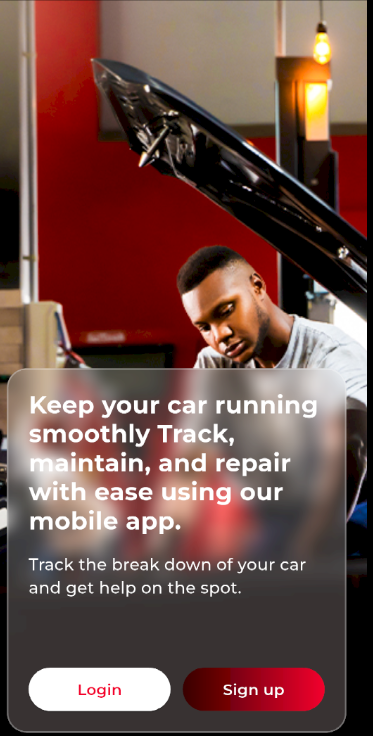 Keep your car running
smoothly Track,
maintain, and repair
with ease using our
mobile app.
Track the break down of your car
and get help on the spot.
Login
Sign up